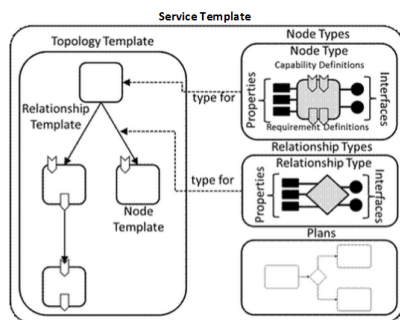 Service Template
Topology Template
Relationship
Template
Node
Template
type for
type for
Node Types
Node Type
Capability Definitions
Properties
Interfaces
Requirement Definitions
Relationship Types
Relationship Type
Properties
Interfaces
Plans